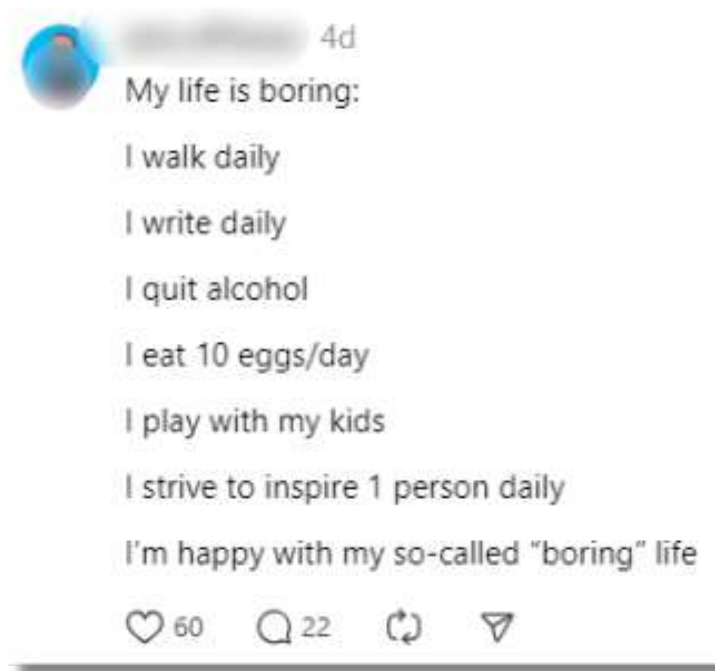 4d
My life is boring:
I walk daily
I write daily
I quit alcohol
I eat 10 eggs/day
I play with my kids
I strive to inspire 1 person daily
I'm happy with my so-called “boring” life
60 22